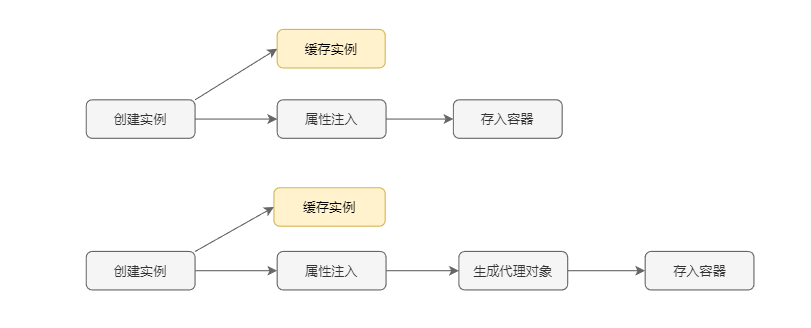 缓存实例
创建实例
属性注入
存入容器
缓存实例
创建实例
属性注入
生成代理对象
存入容器